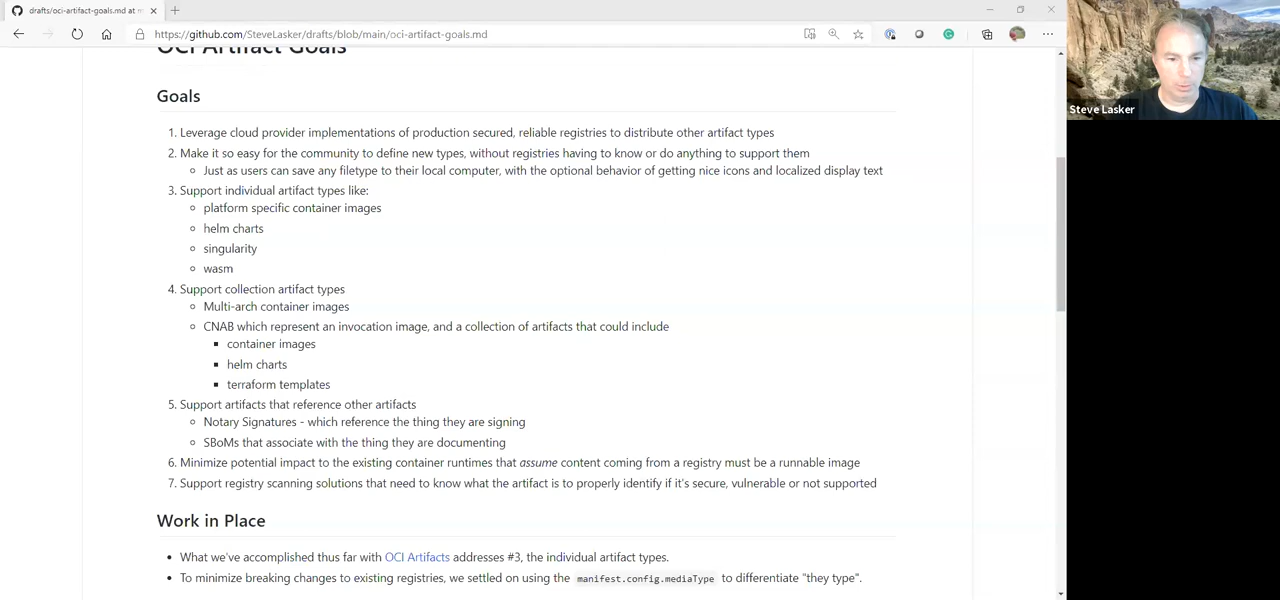 drafts/oci-artifact-goals.md at m
https://github.com/SteveLasker/drafts/blob/main/oci-artifact-goals.md
OCI Artifact Goals
Goals
1. Leverage cloud provider implementations of production secured, reliable registries to distribute other artifact types
2. Make it so easy for the community to define new types, without registries having to know or do anything to support them
Just as users can save any filetype to their local computer, with the optional behavior of getting nice icons and localized display text
3. Support individual artifact types like:
platform specific container images
helm charts
singularity
wasm
4. Support collection artifact types
Multi-arch container images
CNAB which represent an invocation image, and a collection of artifacts that could include
container images
helm charts
terraform templates
5. Support artifacts that reference other artifacts
Notary Signatures - which reference the thing they are signing
SBoMs that associate with the thing they are documenting
6. Minimize potential impact to the existing container runtimes that assume content coming from a registry must be a runnable image
7. Support registry scanning solutions that need to know what the artifact is to properly identify if it's secure, vulnerable or not supported
Work in Place
What we've accomplished thus far with OCI Artifacts addresses #3, the individual artifact types.
To minimize breaking changes to existing registries, we settled on using the manifest.config.mediaType to differentiate "they type".
Steve Lasker